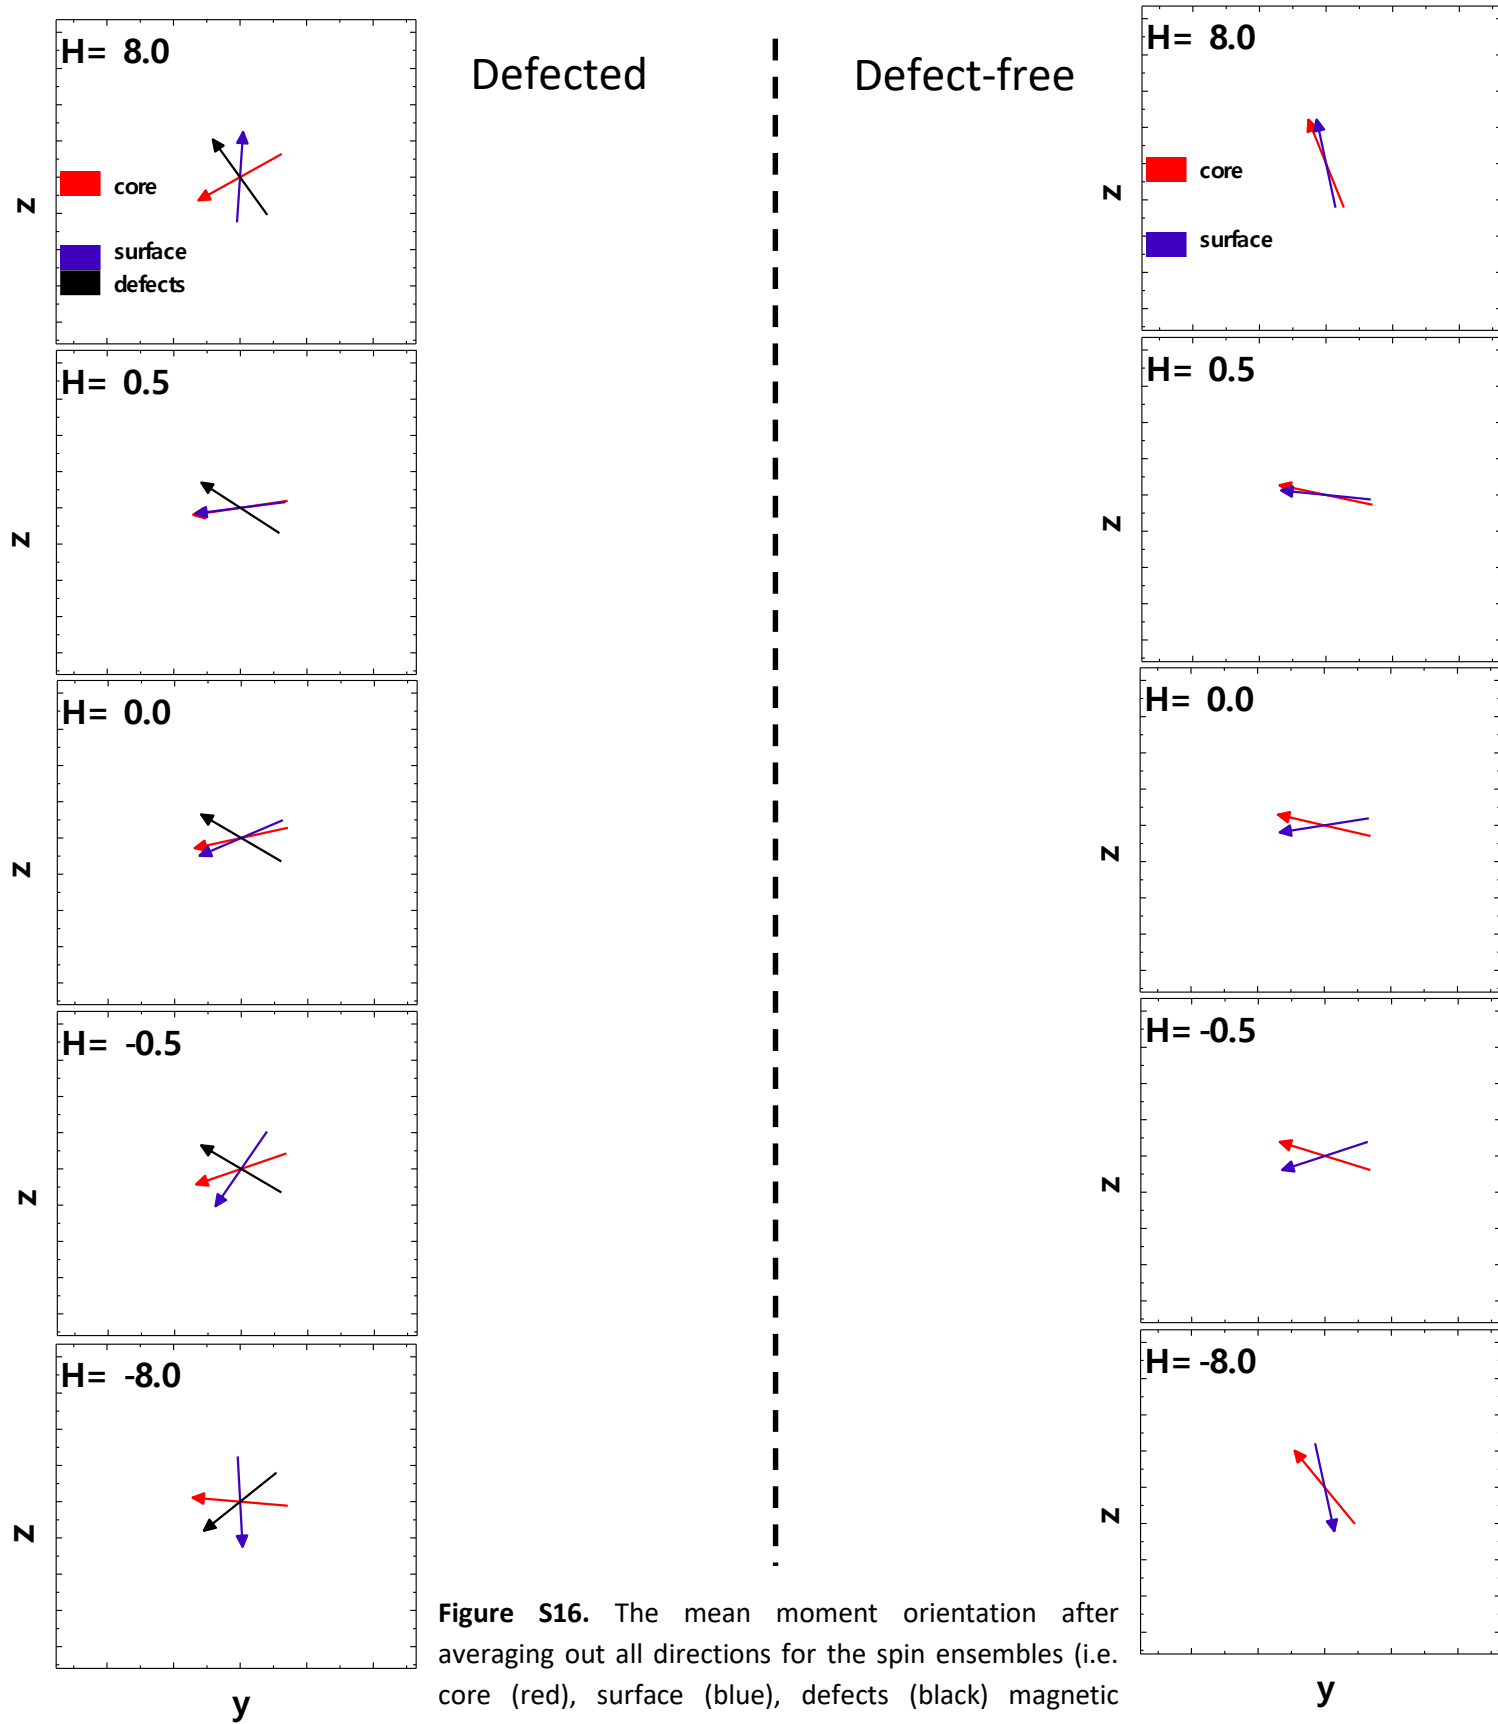 Defected
Defect-free
H= 8.0
core
surface
defects
z
H= 0.5
z
H= 0.0
z
H= -0.5
z
H= -8.0
z
y
H= 8.0
core
surface
z
H= 0.5
z
H= 0.0
z
H= -0.5
z
H= -8.0
z
y
Figure S16. The mean moment orientation after
averaging out all directions for the spin ensembles (i.e.
core (red), surface (blue), defects (black) magnetic